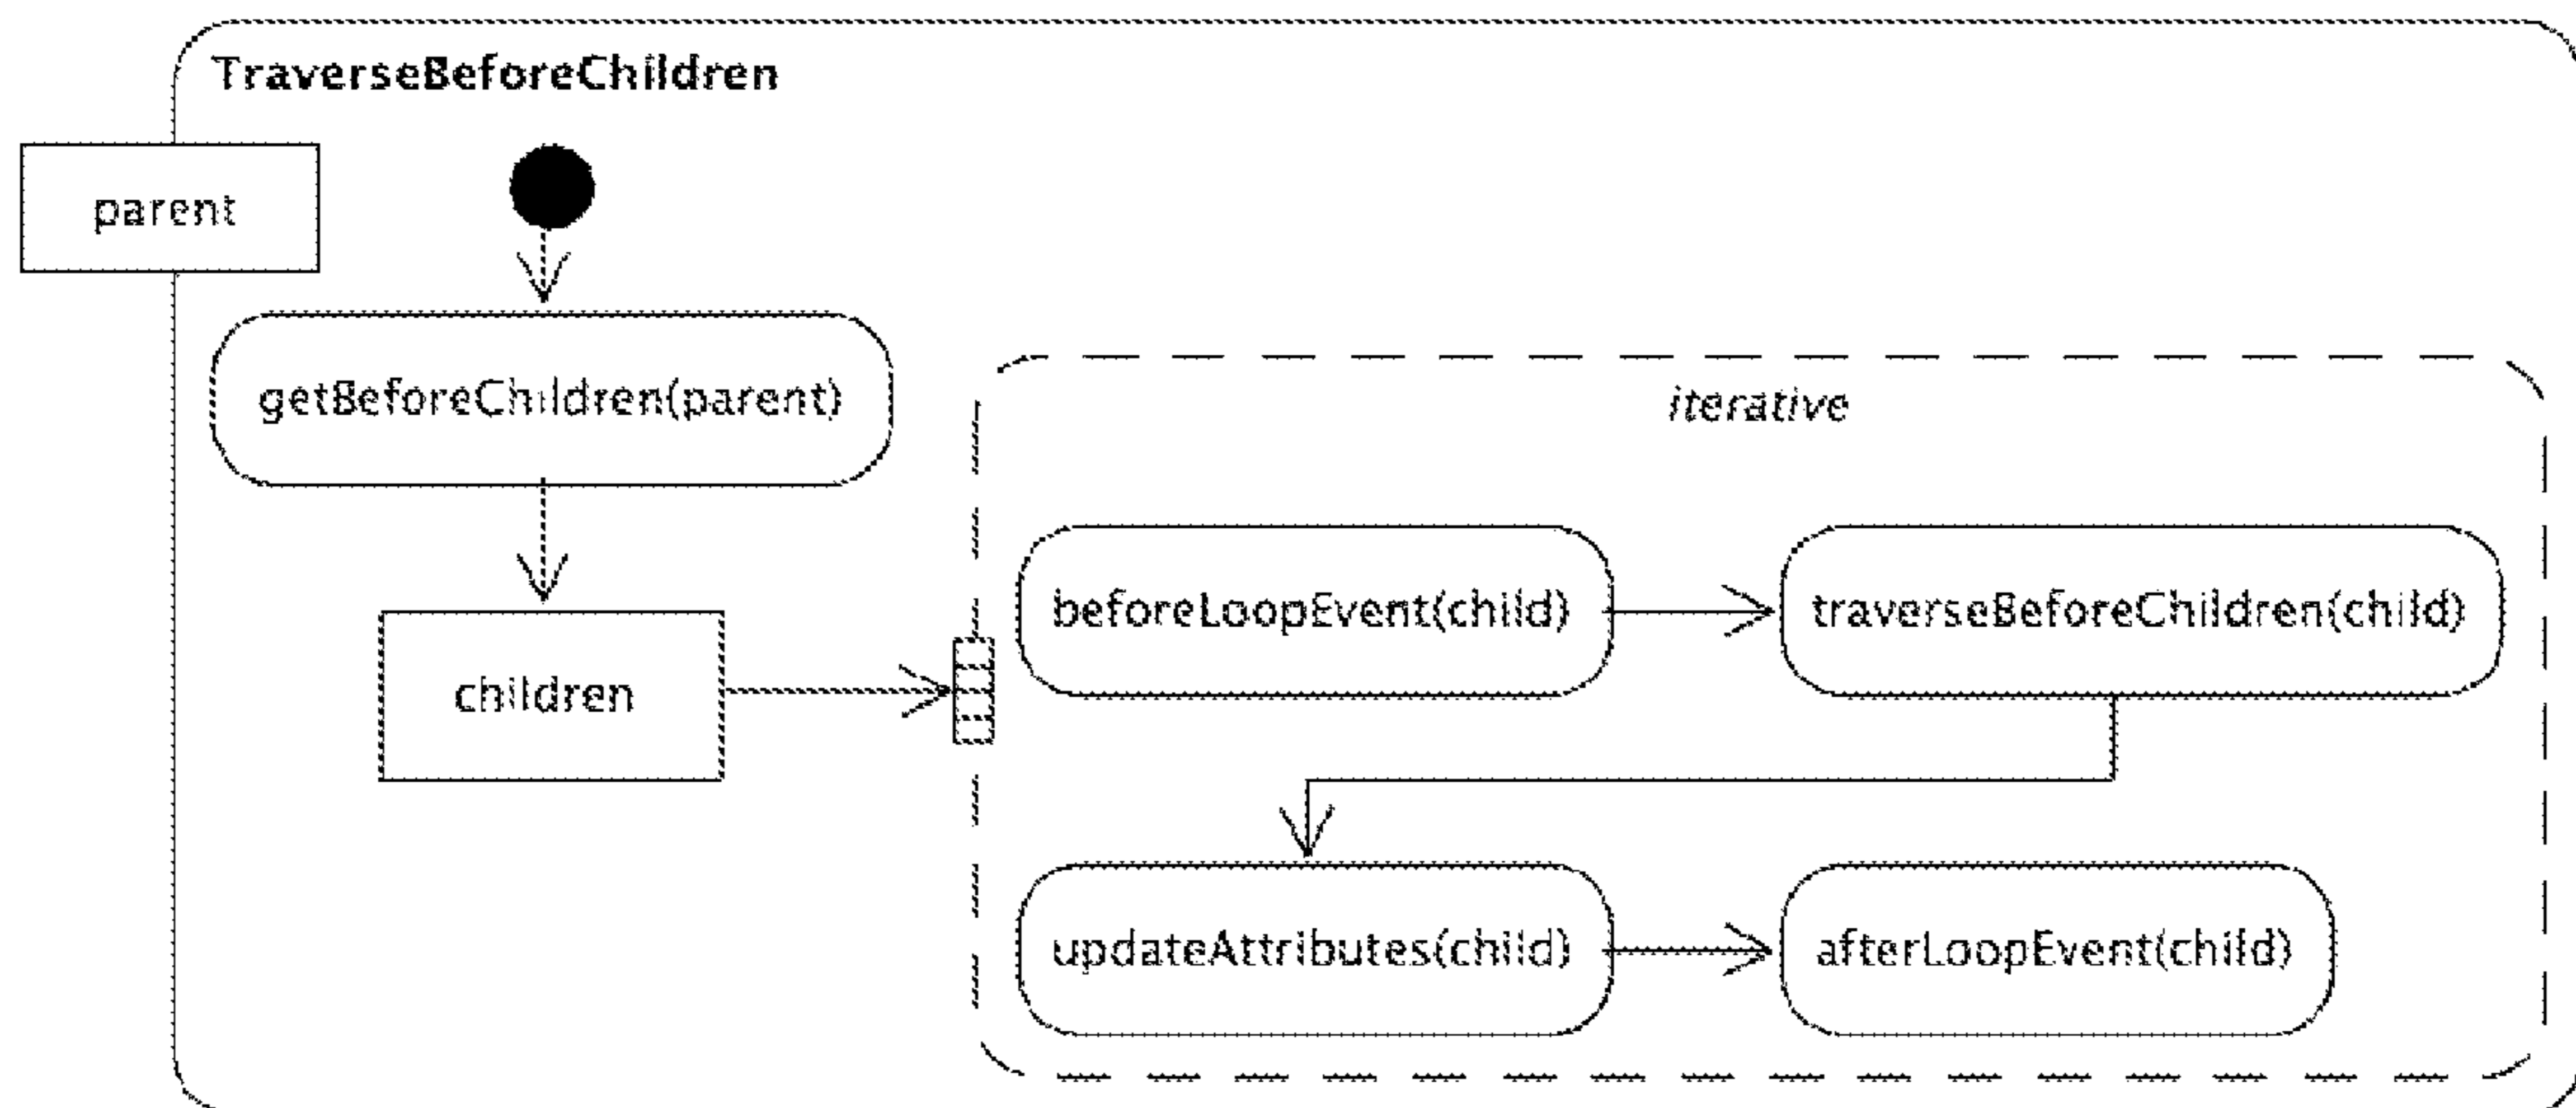 TraverseBeforeChildren
parent
getBeforeChildren(parent)
iterative
beforeLoopEvent(child)
traverseBeforeChildren(child)
children
updateAttributes(child)
afterLoopEvent(child)